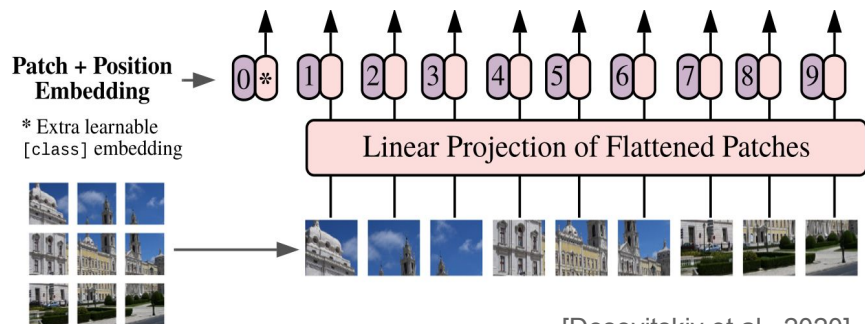 Patch + Position
Embedding
0 * 1 2 3 4 5 6 7 8 9
* Extra learnable
[class] embedding
Linear Projection of Flattened Patches
2020]